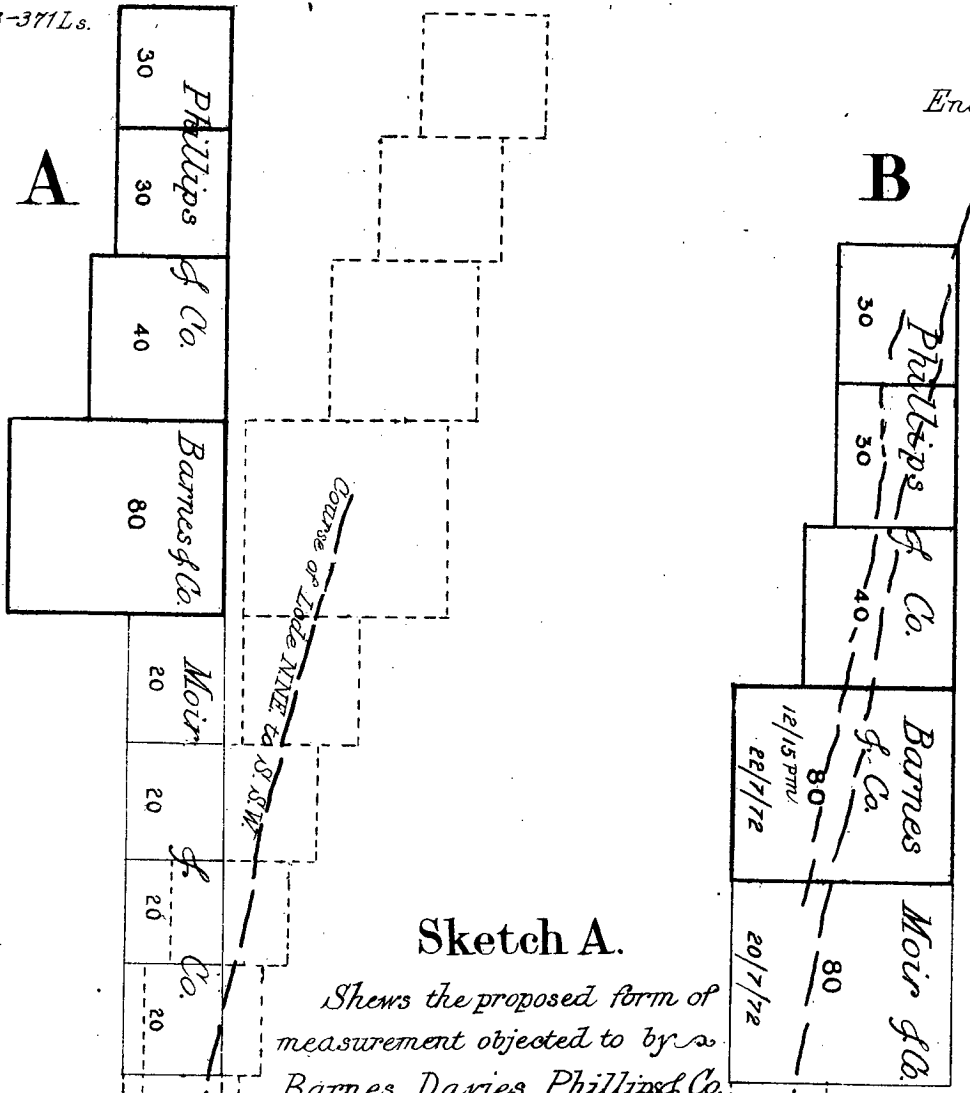 -371Ls.
A
30
Phillips
30
& Co.
40
Barnes & Co.
80
Moir
20
20
&
20
Co.
20
Course of Lode NNE. to S.S.W.
Sketch A.
Shews the proposed form of
measurement objected to by
Barnes, Davies, Phillips & Co.
B
30
Phillips
30
& Co.
40
Barnes
& Co.
80
12/15 pm.
22/7/72
Moir & Co.
80
20/7/72